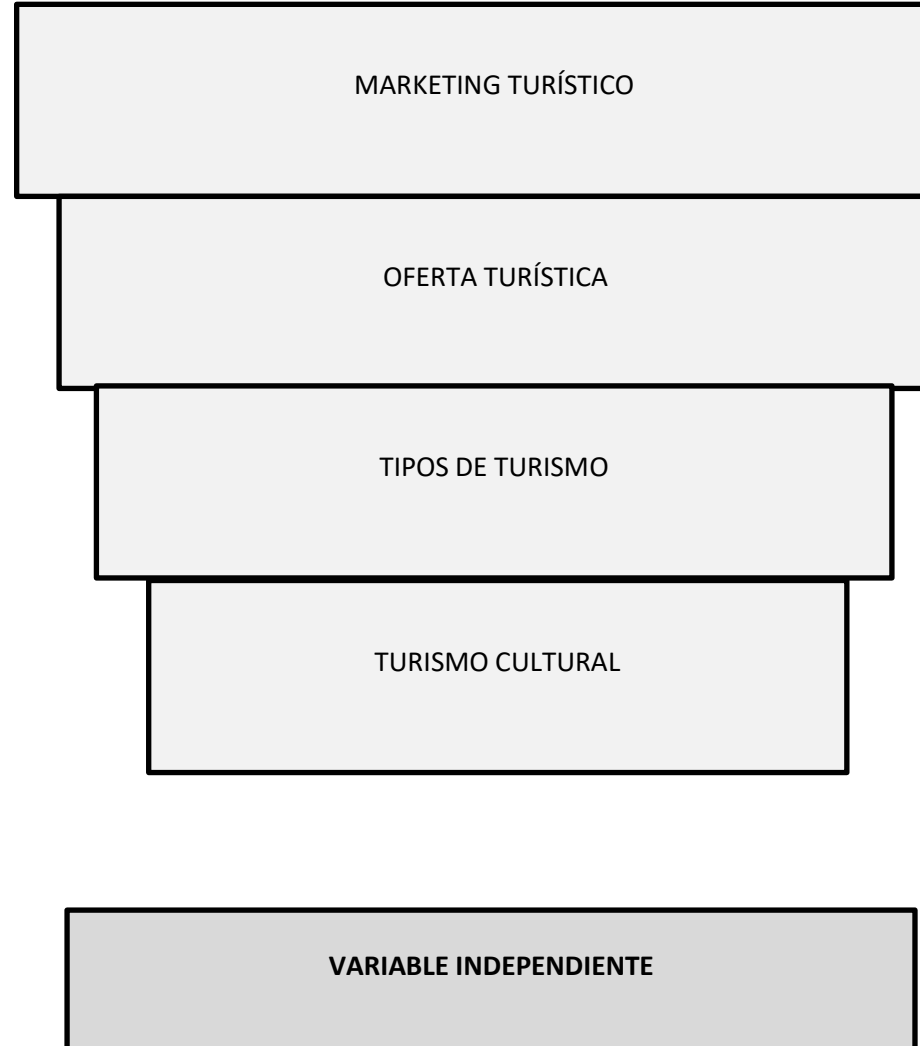 MARKETING TURÍSTICO
OFERTA TURÍSTICA
TIPOS DE TURISMO
TURISMO CULTURAL
VARIABLE INDEPENDIENTE